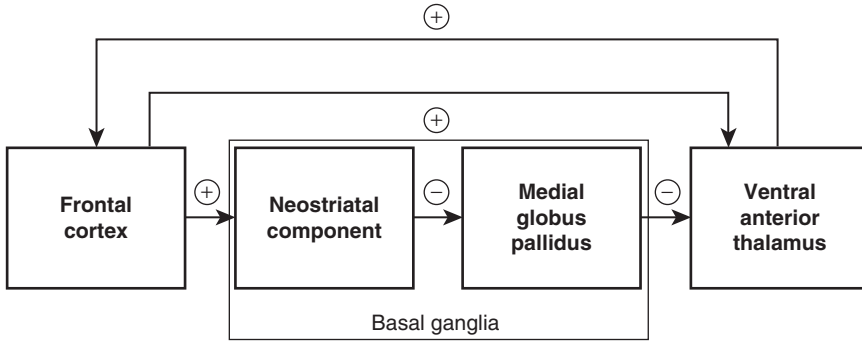 +
+
Frontal
cortex
+
Neostriatal
component
−
Medial
globus
pallidus
−
Ventral
anterior
thalamus
Basal ganglia